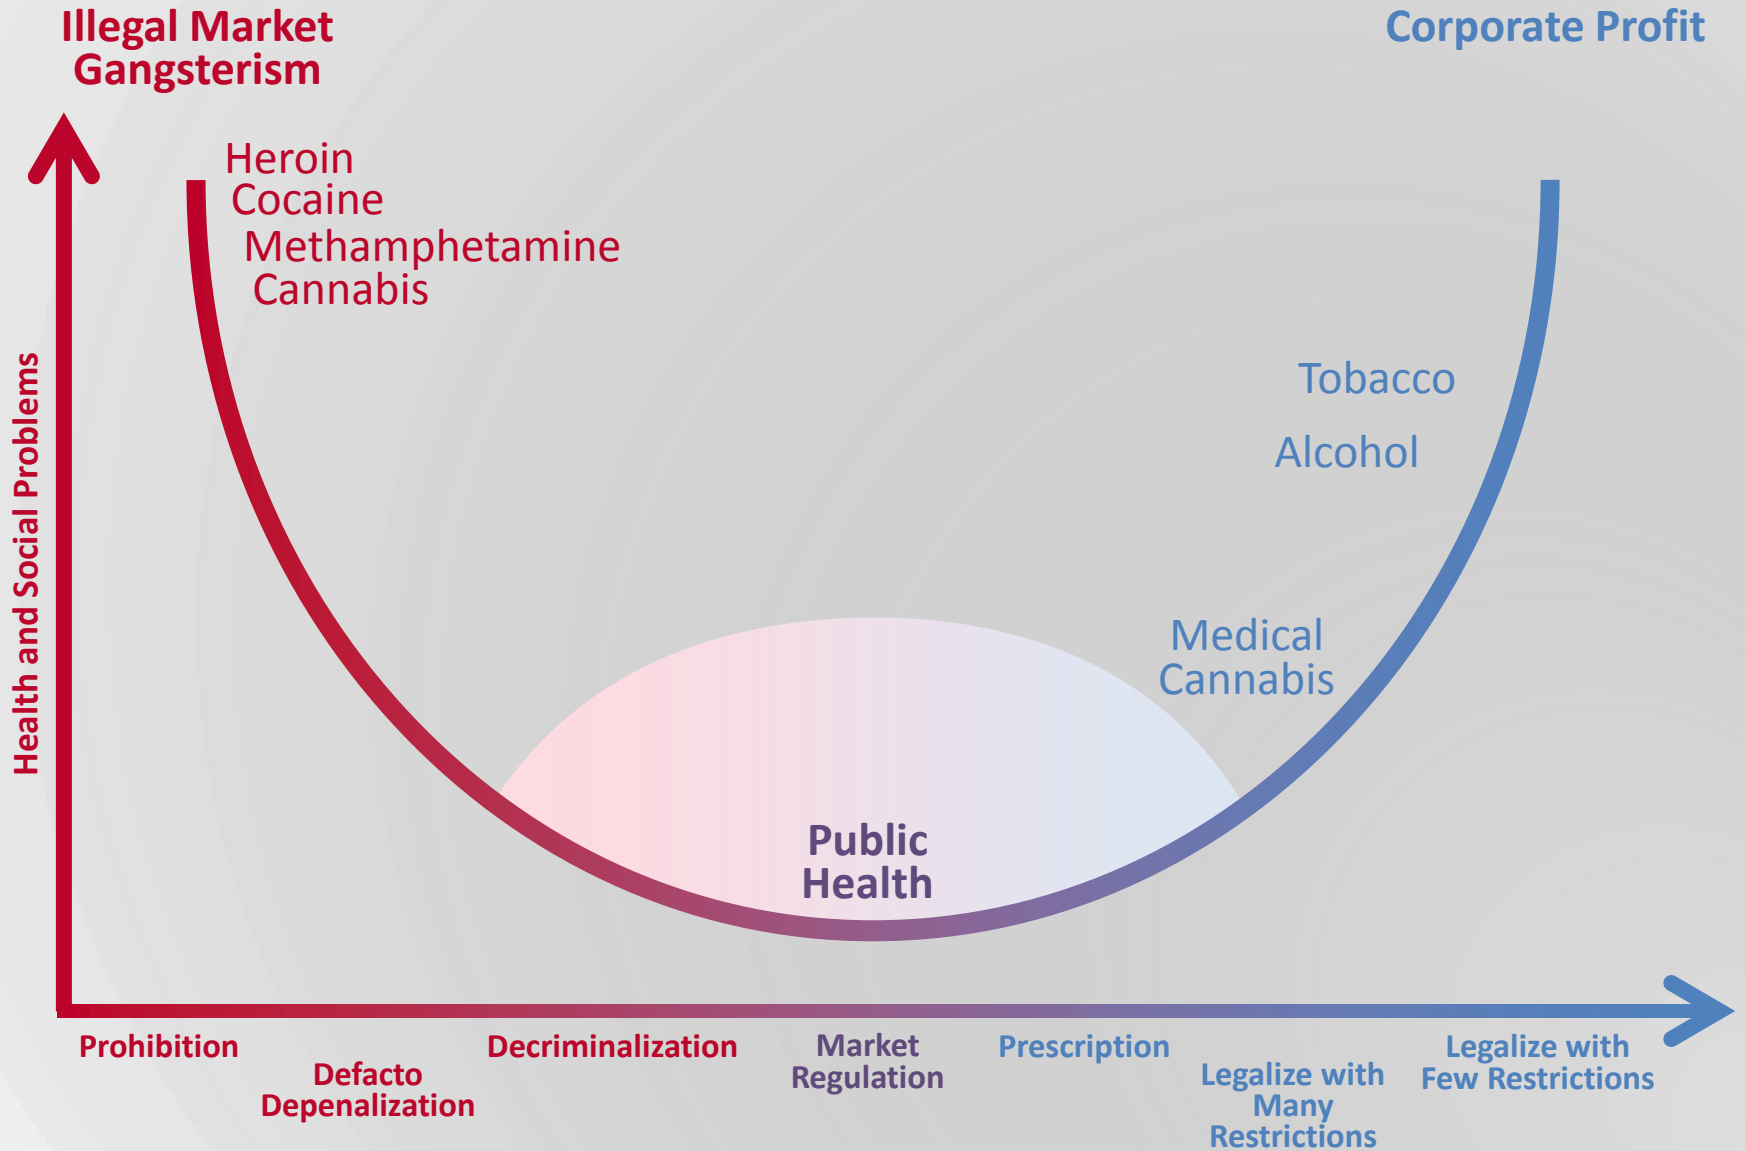 Illegal Market
Gangsterism
Corporate Profit
Heroin
Cocaine
Methamphetamine
Cannabis
Health and Social Problems
Tobacco
Alcohol
Medical
Cannabis
Public
Health
Prohibition
Defacto
Depenalization
Decriminalization
Market
Regulation
Prescription
Legalize with
Many
Restrictions
Legalize with
Few Restrictions